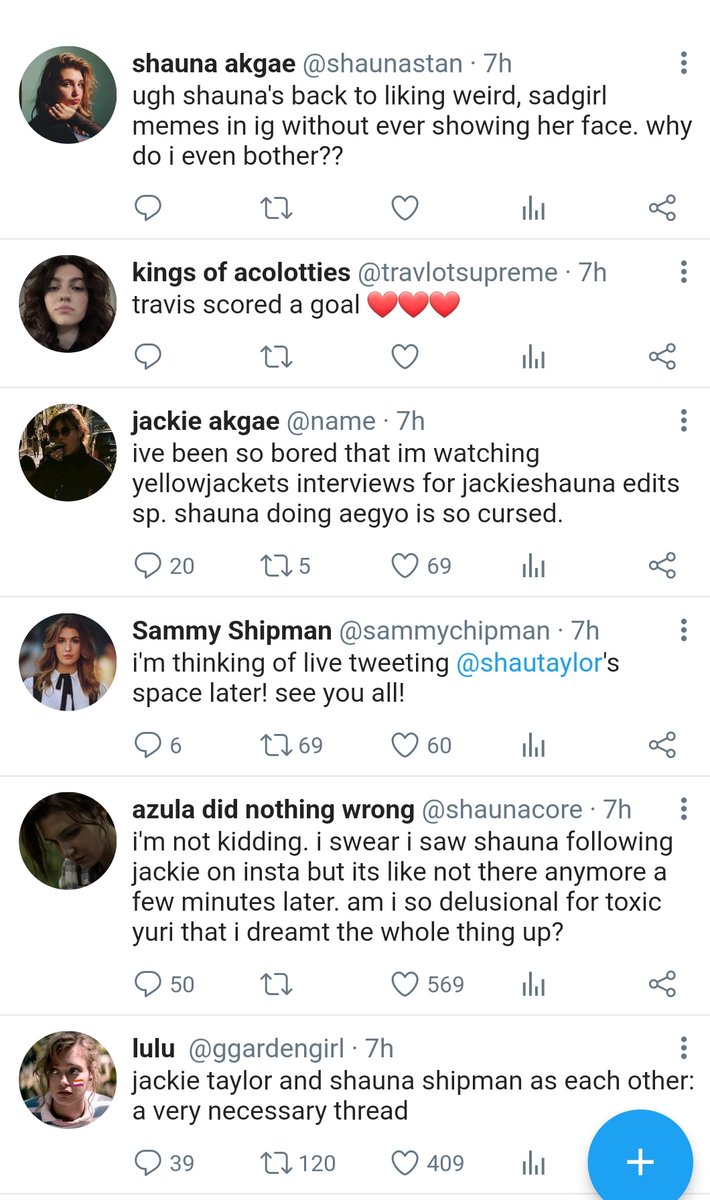 shauna akgae @shaunastan · 7h
ugh shauna's back to liking weird, sadgirl
memes in ig without ever showing her face. why
do i even bother??
kings of acolotties @travlotsupreme · 7h
travis scored a goal ❤️❤️❤️
jackie akgae @name · 7h
ive been so bored that im watching
yellowjackets interviews for jackieshauna edits
sp. shauna doing aegyo is so cursed.
20 5 69
Sammy Shipman @sammychipman · 7h
i'm thinking of live tweeting @shautaylor's
space later! see you all!
6 69 60
azula did nothing wrong @shaunacore · 7h
i'm not kidding. i swear i saw shauna following
jackie on insta but its like not there anymore a
few minutes later. am i so delusional for toxic
yuri that i dreamt the whole thing up?
50 569
lulu @ggardengirl · 7h
jackie taylor and shauna shipman as each other:
a very necessary thread
39 120 409